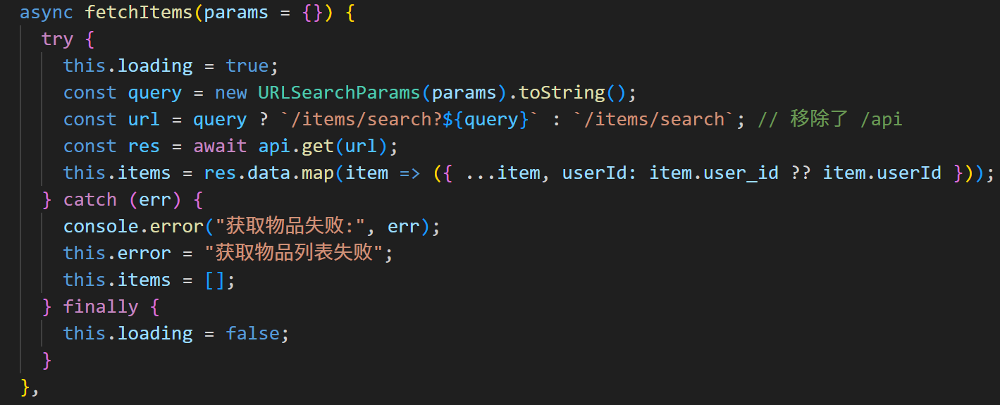 async fetchItems(params = {}) {
try {
this.loading = true;
const query = new URLSearchParams(params).toString();
const url = query ? `/items/search?${query}` : `/items/search`; // 移除了 /api
const res = await api.get(url);
this.items = res.data.map(item => ({ ...item, userId: item.user_id ?? item.userId }));
} catch (err) {
console.error("获取物品失败:", err);
this.error = "获取物品列表失败";
this.items = [];
} finally {
this.loading = false;
}
},